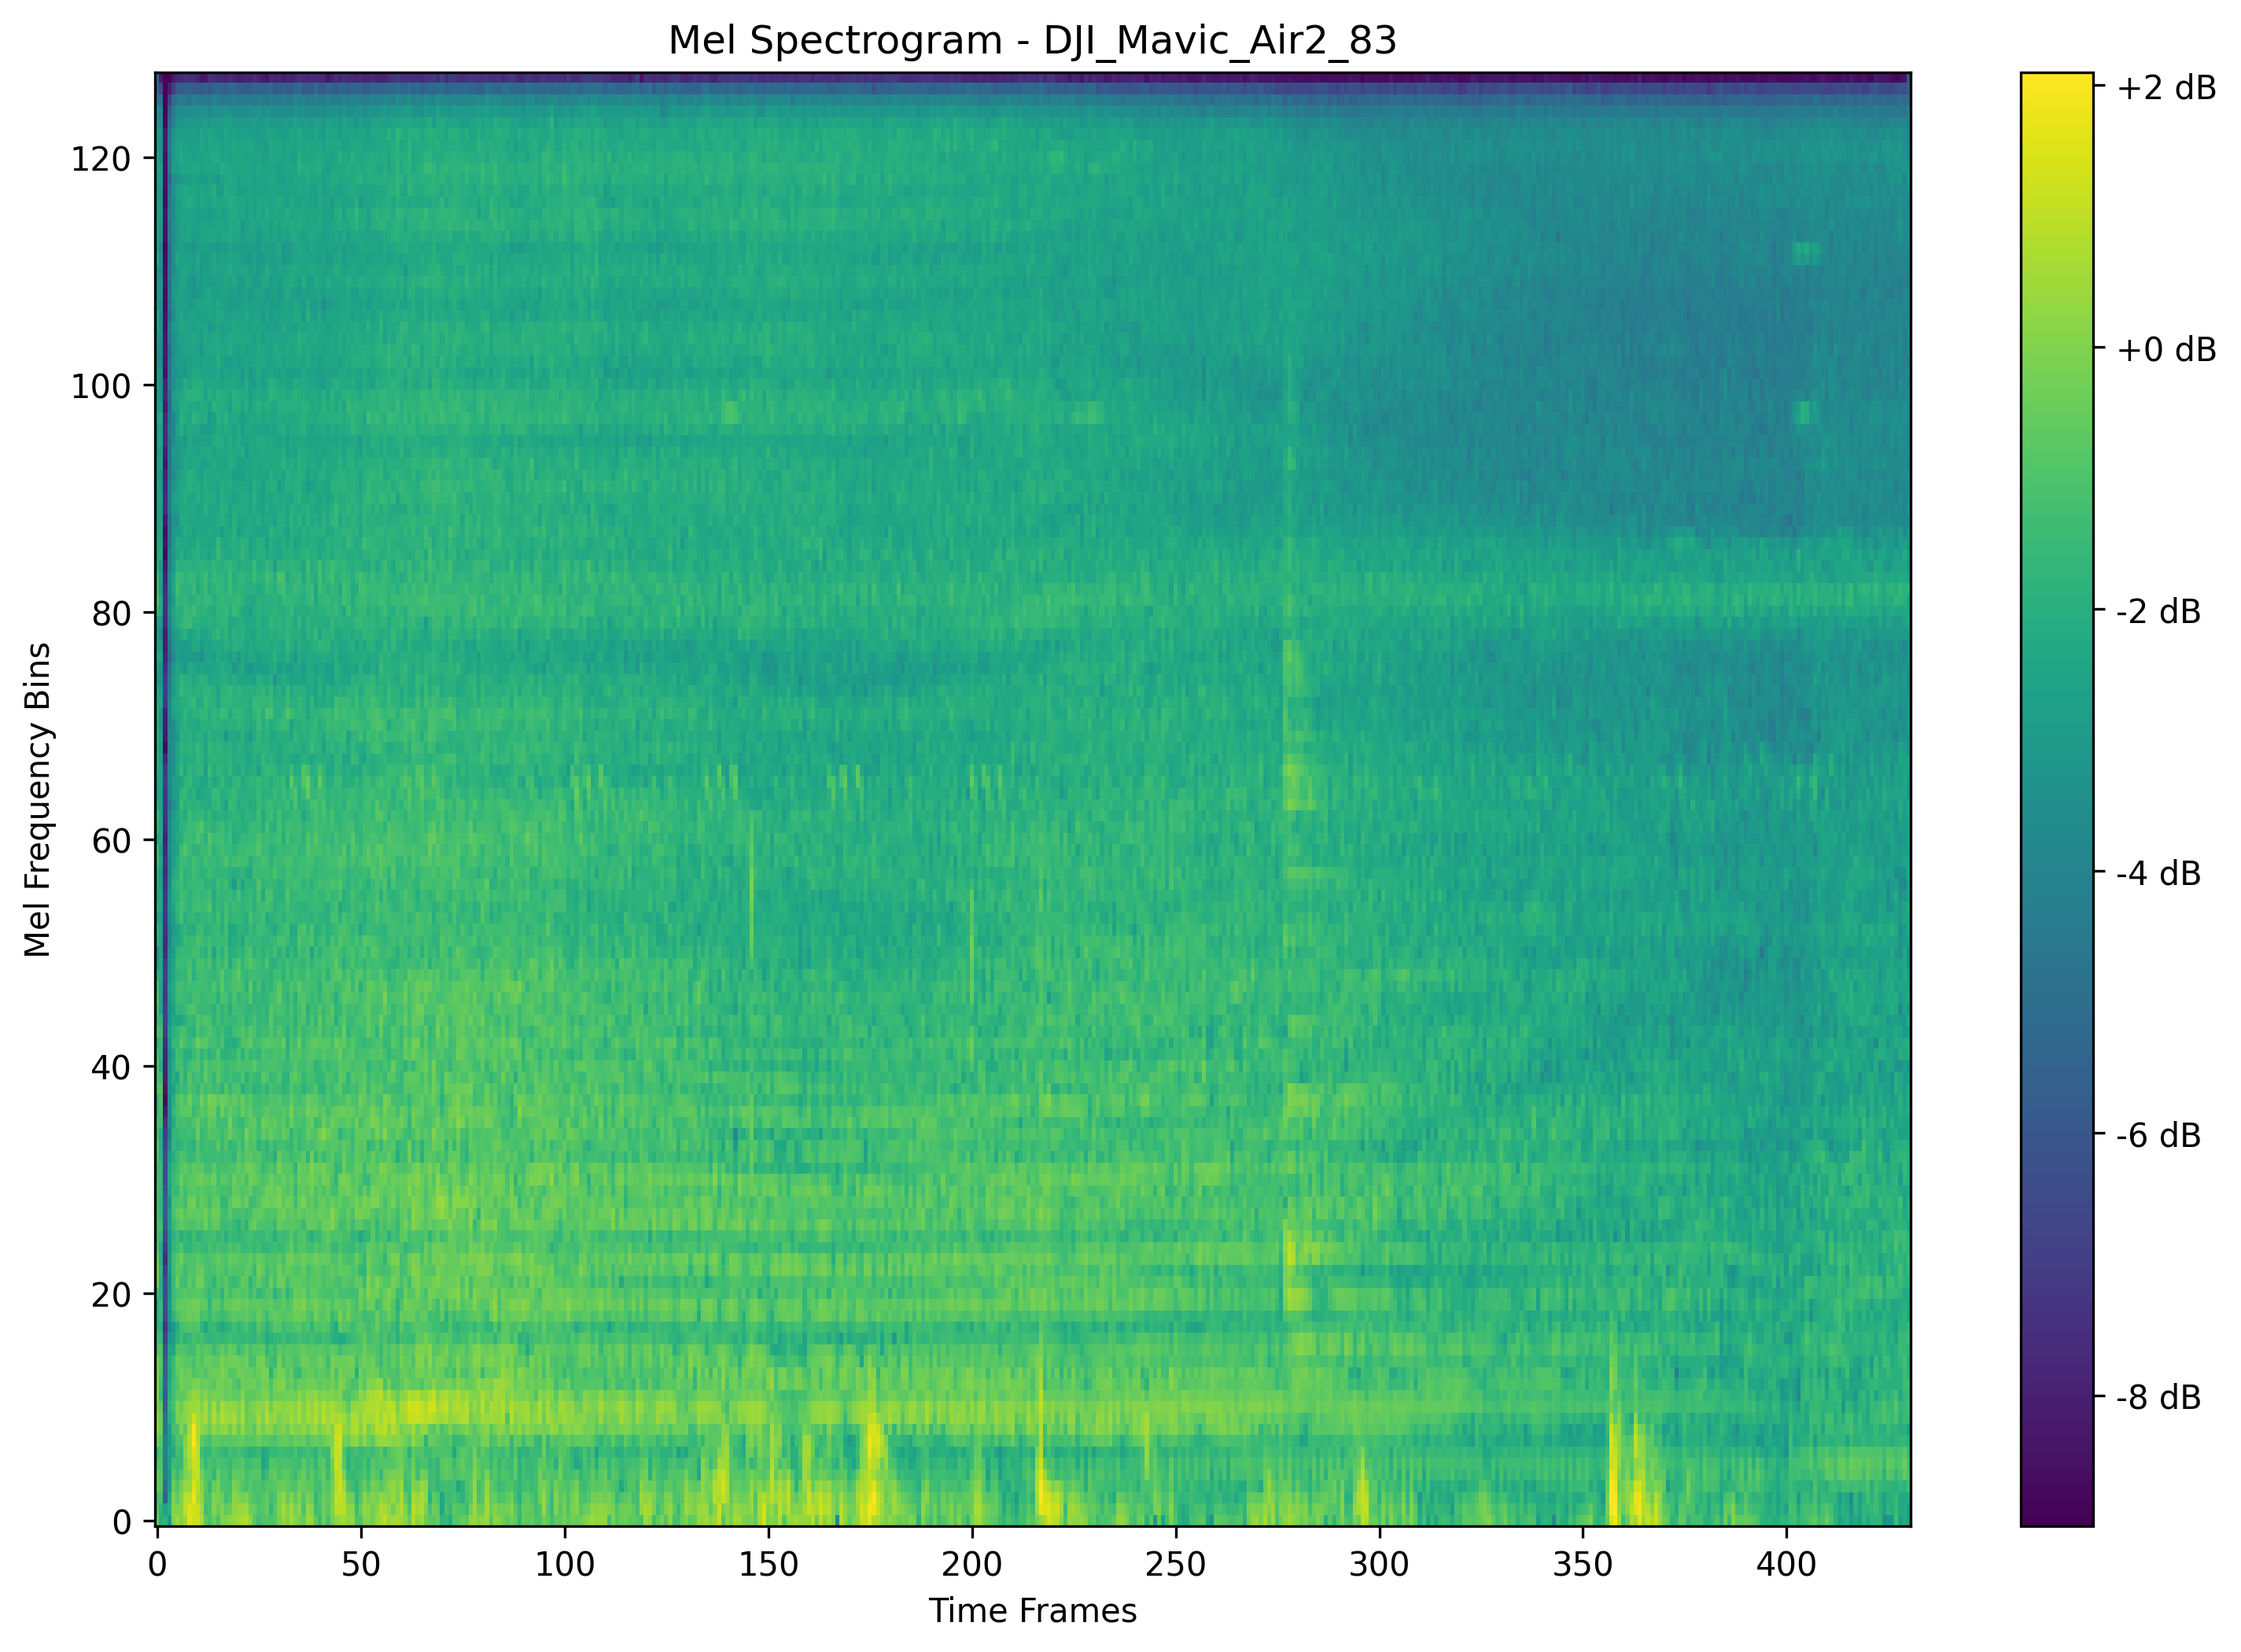 Mel Spectrogram - DJI_Mavic_Air2_83
Mel Frequency Bins
120
100
80
60
40
20
0
0 50 100 150 200 250 300 350 400
Time Frames
+2 dB
+0 dB
-2 dB
-4 dB
-6 dB
-8 dB